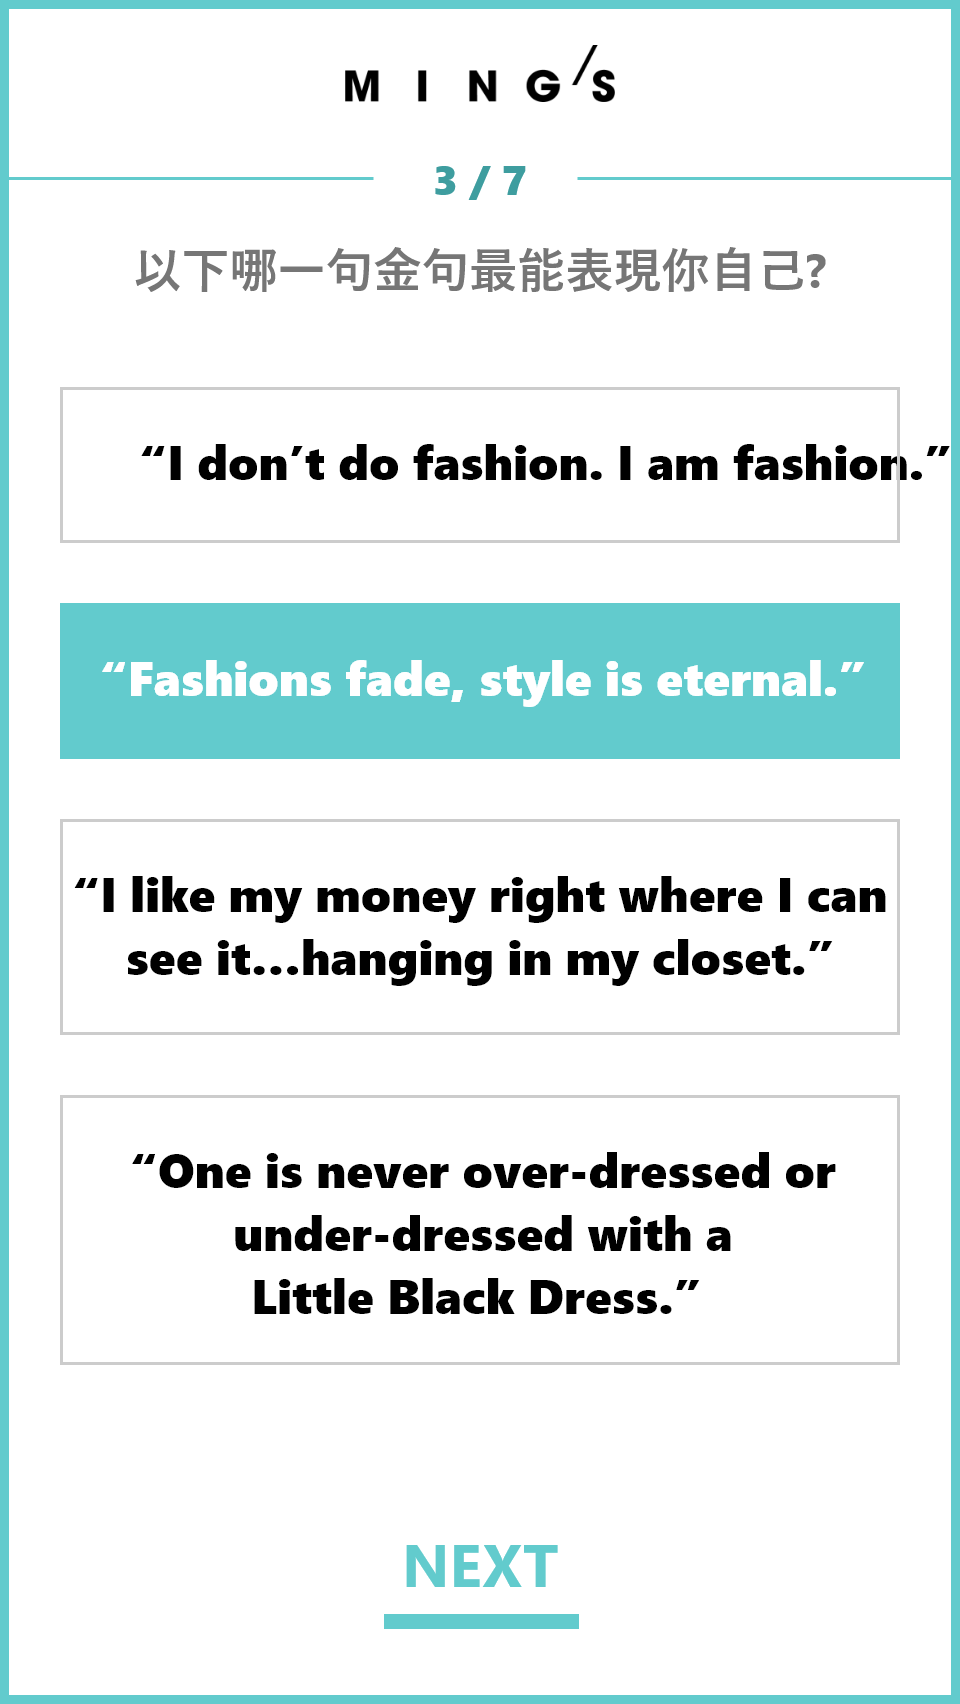 MING/S
3 / 7
以下哪一句金句最能表現你自己?
“I don’t do fashion. I am fashion.”
“Fashions fade, style is eternal.”
“I like my money right where I can
see it...hanging in my closet.”
“One is never over-dressed or
under-dressed with a
Little Black Dress.”
NEXT